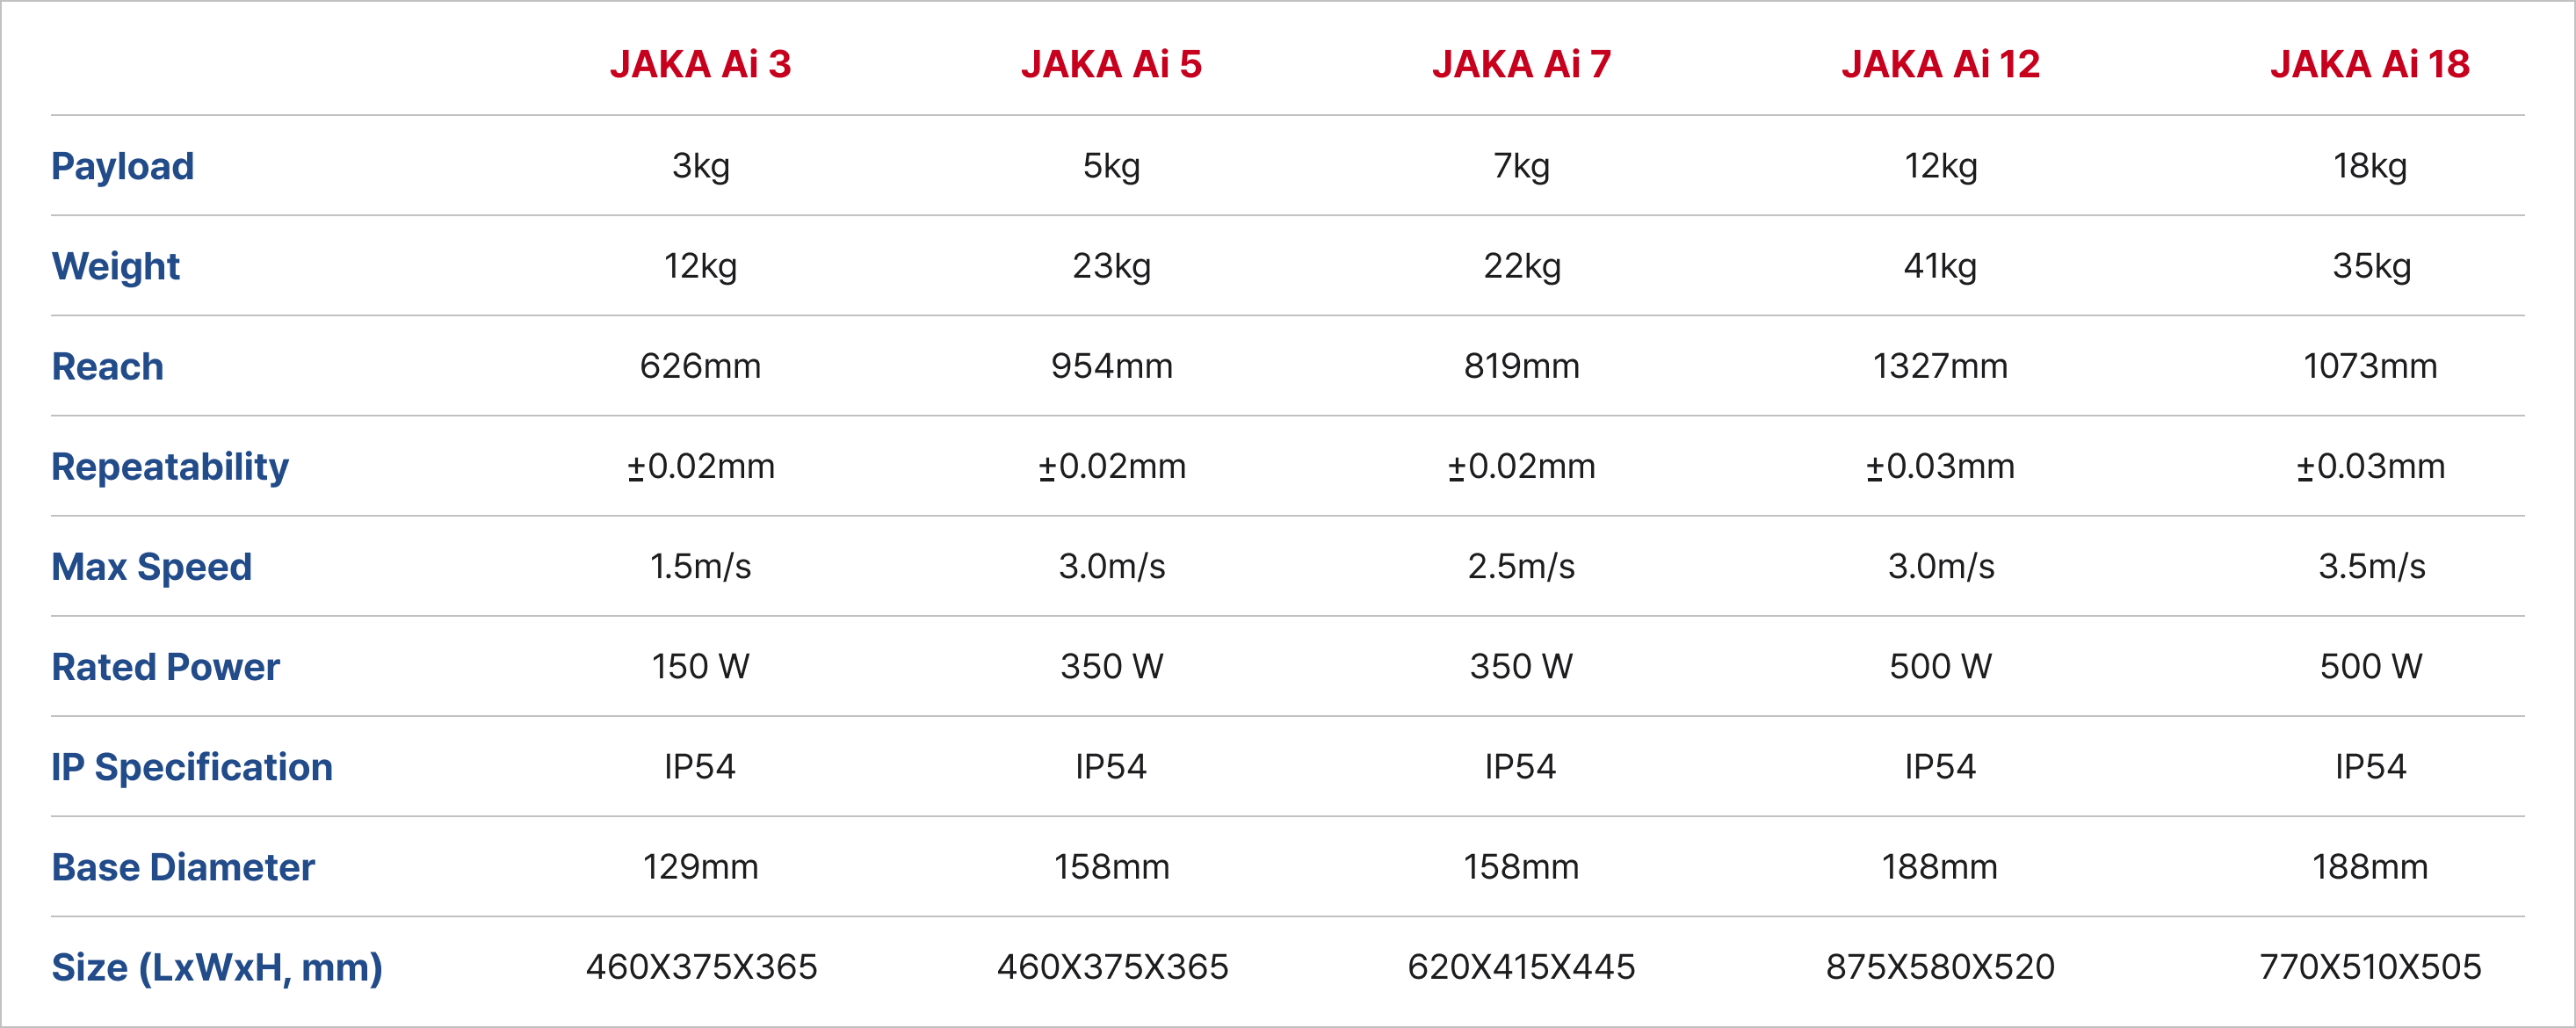 JAKA Ai 3 JAKA Ai 5 JAKA Ai 7 JAKA Ai 12 JAKA Ai 18
Payload 3kg 5kg 7kg 12kg 18kg
Weight 12kg 23kg 22kg 41kg 35kg
Reach 626mm 954mm 819mm 1327mm 1073mm
Repeatability ±0.02mm ±0.02mm ±0.02mm ±0.03mm ±0.03mm
Max Speed 1.5m/s 3.0m/s 2.5m/s 3.0m/s 3.5m/s
Rated Power 150 W 350 W 350 W 500 W 500 W
IP Specification IP54 IP54 IP54 IP54 IP54
Base Diameter 129mm 158mm 158mm 188mm 188mm
Size (LxWxH, mm) 460X375X365 460X375X365 620X415X445 875X580X520 770X510X505